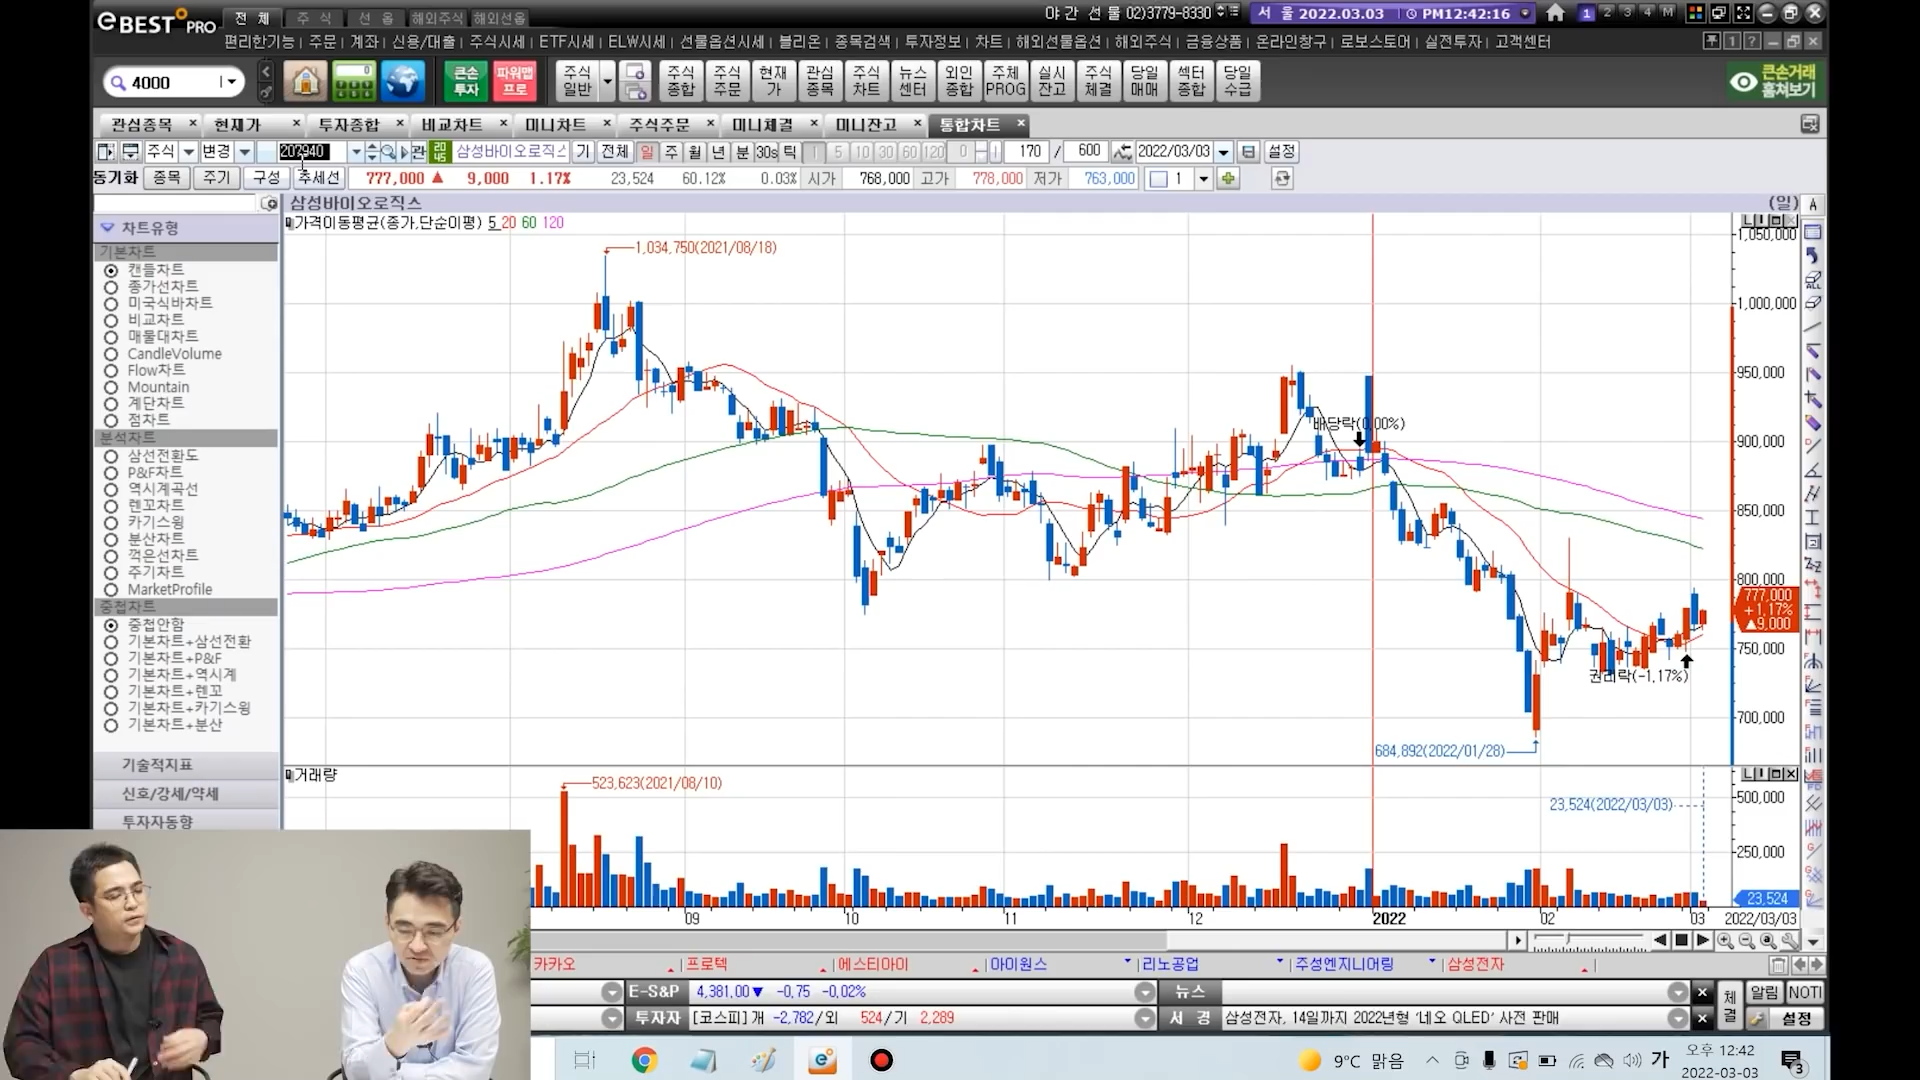 eBEST PRO 전 체 주 식 선 옵 해외주식 해외선옵 야 간 선 물 02)3779-8330 서 울 2022.03.03 PM12:42:16 1 2 3 4 M
편리한기능 주문 계좌 신용/대출 주식시세 ETF시세 ELW시세 선물옵션시세 블리온 종목검색 투자정보 차트 해외선물옵션 해외주식 금융상품 온라인창구 로보스토어 실전투자 고객센터
4000 큰손 투자 파워맵 프로 주식 일반 주식 종합 주식 주문 현재 가 관심 종목 주식 차트 뉴스 센터 외인 종합 주체 PROG 실시 잔고 주식 체결 당일 매매 섹터 종합 당일 수급 큰손거래 훔쳐보기
관심종목 현재가 투자종합 비교차트 미니차트 주식주문 미니체결 미니잔고 통합차트
주식 변경 207940 관 20 45 삼성바이오로직스 기 전체 일 주 월 년 분 30s 틱 1 5 10 30 60 120 0 170 / 600 2022/03/03 설정
동기화 종목 주기 구성 추세선 777,000 ▲ 9,000 1.17% 23,524 60.12% 0.03% 시가 768,000 고가 778,000 저가 763,000 1
삼성바이오로직스 (일)
차트유형
가격이동평균(종가,단순이평) 5 20 60 120
기본차트
캔들차트
종가선차트
미국식바차트
비교차트
매물대차트
CandleVolume
Flow차트
Mountain
계단차트
점차트
분석차트
삼선전환도
P&F차트
역시계곡선
렌꼬차트
카기스윙
분산차트
꺽은선차트
주기차트
MarketProfile
중첩차트
중첩안함
기본차트+삼선전환
기본차트+P&F
기본차트+역시계
기본차트+렌꼬
기본차트+카기스윙
기본차트+분산
기술적지표
신호/강세/약세
투자자동향
1,034,750(2021/08/18)
배당락(0,00%)
권리락(-1,17%)
684,892(2022/01/28)
1,050,000
1,000,000
950,000
900,000
850,000
800,000
777,000
+1,17%
▲9,000
750,000
700,000
거래량
523,623(2021/08/10)
23,524(2022/03/03)
500,000
250,000
23,524
09 10 11 12 2022 02 03 2022/03/03
카카오 프로텍 에스티아이 아이원스 리노공업 주성엔지니어링 삼성전자
E-S&P 4,381,00▼ -0,75 -0,02% 뉴스 체결 알림 NOTI
투자자 [코스피]개 -2,782/외 524/기 2,289 서 경 삼성전자, 14일까지 2022년형 '네오 QLED' 사전 판매 설정
9°C 맑음 가 오후 12:42
2022-03-03 3